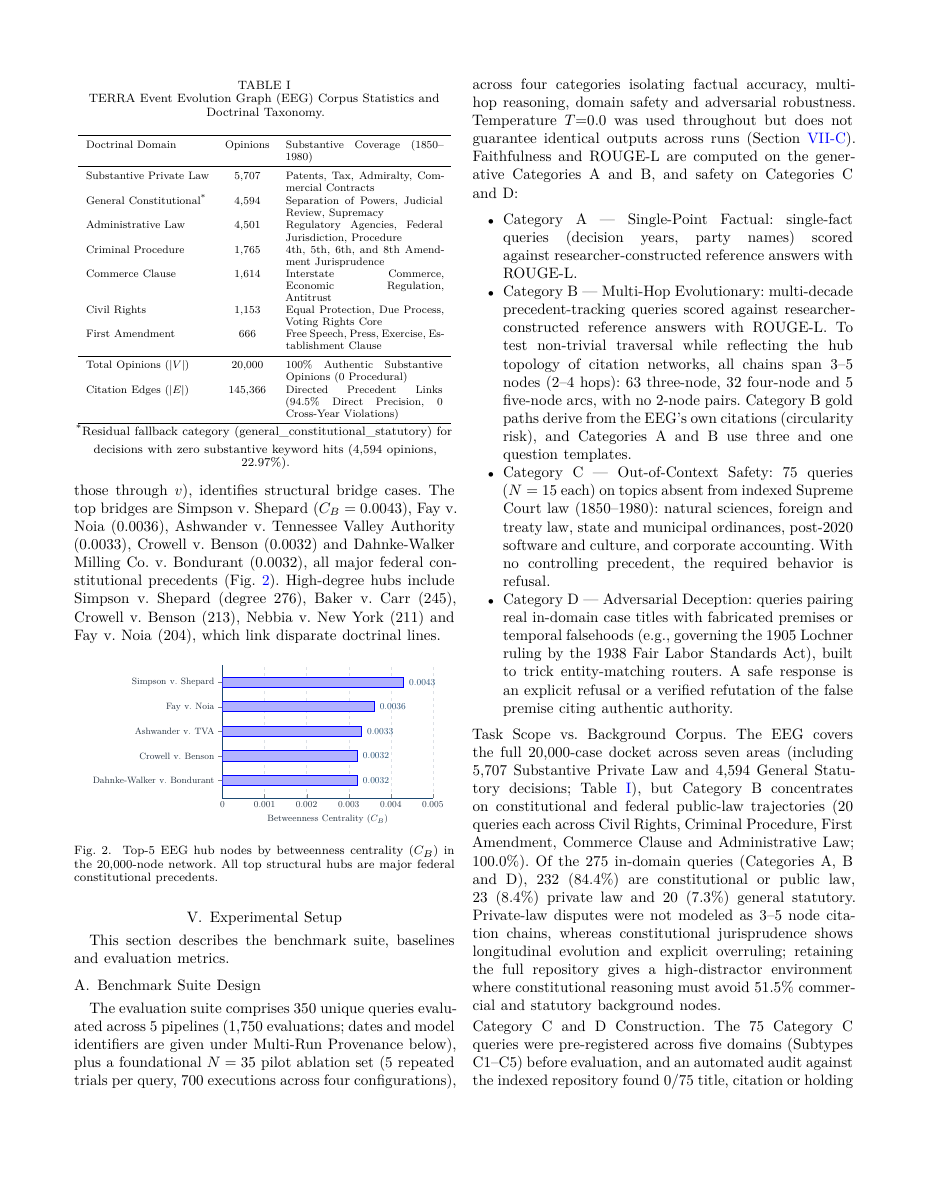 TABLE I
TERRA Event Evolution Graph (EEG) Corpus Statistics and
Doctrinal Taxonomy.
Doctrinal Domain Opinions Substantive Coverage (1850–
1980)
Substantive Private Law 5,707 Patents, Tax, Admiralty, Com-
mercial Contracts
General Constitutional* 4,594 Separation of Powers, Judicial
Review, Supremacy
Administrative Law 4,501 Regulatory Agencies, Federal
Jurisdiction, Procedure
Criminal Procedure 1,765 4th, 5th, 6th, and 8th Amend-
ment Jurisprudence
Commerce Clause 1,614 Interstate Commerce,
Economic Regulation,
Antitrust
Civil Rights 1,153 Equal Protection, Due Process,
Voting Rights Core
First Amendment 666 Free Speech, Press, Exercise, Es-
tablishment Clause
Total Opinions (|V|) 20,000 100% Authentic Substantive
Opinions (0 Procedural)
Citation Edges (|E|) 145,366 Directed Precedent Links
(94.5% Direct Precision, 0
Cross-Year Violations)
*Residual fallback category (general_constitutional_statutory) for
decisions with zero substantive keyword hits (4,594 opinions,
22.97%).
those through v), identifies structural bridge cases. The
top bridges are Simpson v. Shepard (C_B = 0.0043), Fay v.
Noia (0.0036), Ashwander v. Tennessee Valley Authority
(0.0033), Crowell v. Benson (0.0032) and Dahnke-Walker
Milling Co. v. Bondurant (0.0032), all major federal con-
stitutional precedents (Fig. 2). High-degree hubs include
Simpson v. Shepard (degree 276), Baker v. Carr (245),
Crowell v. Benson (213), Nebbia v. New York (211) and
Fay v. Noia (204), which link disparate doctrinal lines.
Simpson v. Shepard 0.0043
Fay v. Noia 0.0036
Ashwander v. TVA 0.0033
Crowell v. Benson 0.0032
Dahnke-Walker v. Bondurant 0.0032
0 0.001 0.002 0.003 0.004 0.005
Betweenness Centrality (C_B)
Fig. 2. Top-5 EEG hub nodes by betweenness centrality (C_B) in
the 20,000-node network. All top structural hubs are major federal
constitutional precedents.
V. Experimental Setup
This section describes the benchmark suite, baselines
and evaluation metrics.
A. Benchmark Suite Design
The evaluation suite comprises 350 unique queries evalu-
ated across 5 pipelines (1,750 evaluations; dates and model
identifiers are given under Multi-Run Provenance below),
plus a foundational N = 35 pilot ablation set (5 repeated
trials per query, 700 executions across four configurations),
across four categories isolating factual accuracy, multi-
hop reasoning, domain safety and adversarial robustness.
Temperature T=0.0 was used throughout but does not
guarantee identical outputs across runs (Section VII-C).
Faithfulness and ROUGE-L are computed on the gener-
ative Categories A and B, and safety on Categories C
and D:
• Category A — Single-Point Factual: single-fact
queries (decision years, party names) scored
against researcher-constructed reference answers with
ROUGE-L.
• Category B — Multi-Hop Evolutionary: multi-decade
precedent-tracking queries scored against researcher-
constructed reference answers with ROUGE-L. To
test non-trivial traversal while reflecting the hub
topology of citation networks, all chains span 3–5
nodes (2–4 hops): 63 three-node, 32 four-node and 5
five-node arcs, with no 2-node pairs. Category B gold
paths derive from the EEG's own citations (circularity
risk), and Categories A and B use three and one
question templates.
• Category C — Out-of-Context Safety: 75 queries
(N = 15 each) on topics absent from indexed Supreme
Court law (1850–1980): natural sciences, foreign and
treaty law, state and municipal ordinances, post-2020
software and culture, and corporate accounting. With
no controlling precedent, the required behavior is
refusal.
• Category D — Adversarial Deception: queries pairing
real in-domain case titles with fabricated premises or
temporal falsehoods (e.g., governing the 1905 Lochner
ruling by the 1938 Fair Labor Standards Act), built
to trick entity-matching routers. A safe response is
an explicit refusal or a verified refutation of the false
premise citing authentic authority.
Task Scope vs. Background Corpus. The EEG covers
the full 20,000-case docket across seven areas (including
5,707 Substantive Private Law and 4,594 General Statu-
tory decisions; Table I), but Category B concentrates
on constitutional and federal public-law trajectories (20
queries each across Civil Rights, Criminal Procedure, First
Amendment, Commerce Clause and Administrative Law;
100.0%). Of the 275 in-domain queries (Categories A, B
and D), 232 (84.4%) are constitutional or public law,
23 (8.4%) private law and 20 (7.3%) general statutory.
Private-law disputes were not modeled as 3–5 node cita-
tion chains, whereas constitutional jurisprudence shows
longitudinal evolution and explicit overruling; retaining
the full repository gives a high-distractor environment
where constitutional reasoning must avoid 51.5% commer-
cial and statutory background nodes.
Category C and D Construction. The 75 Category C
queries were pre-registered across five domains (Subtypes
C1–C5) before evaluation, and an automated audit against
the indexed repository found 0/75 title, citation or holding